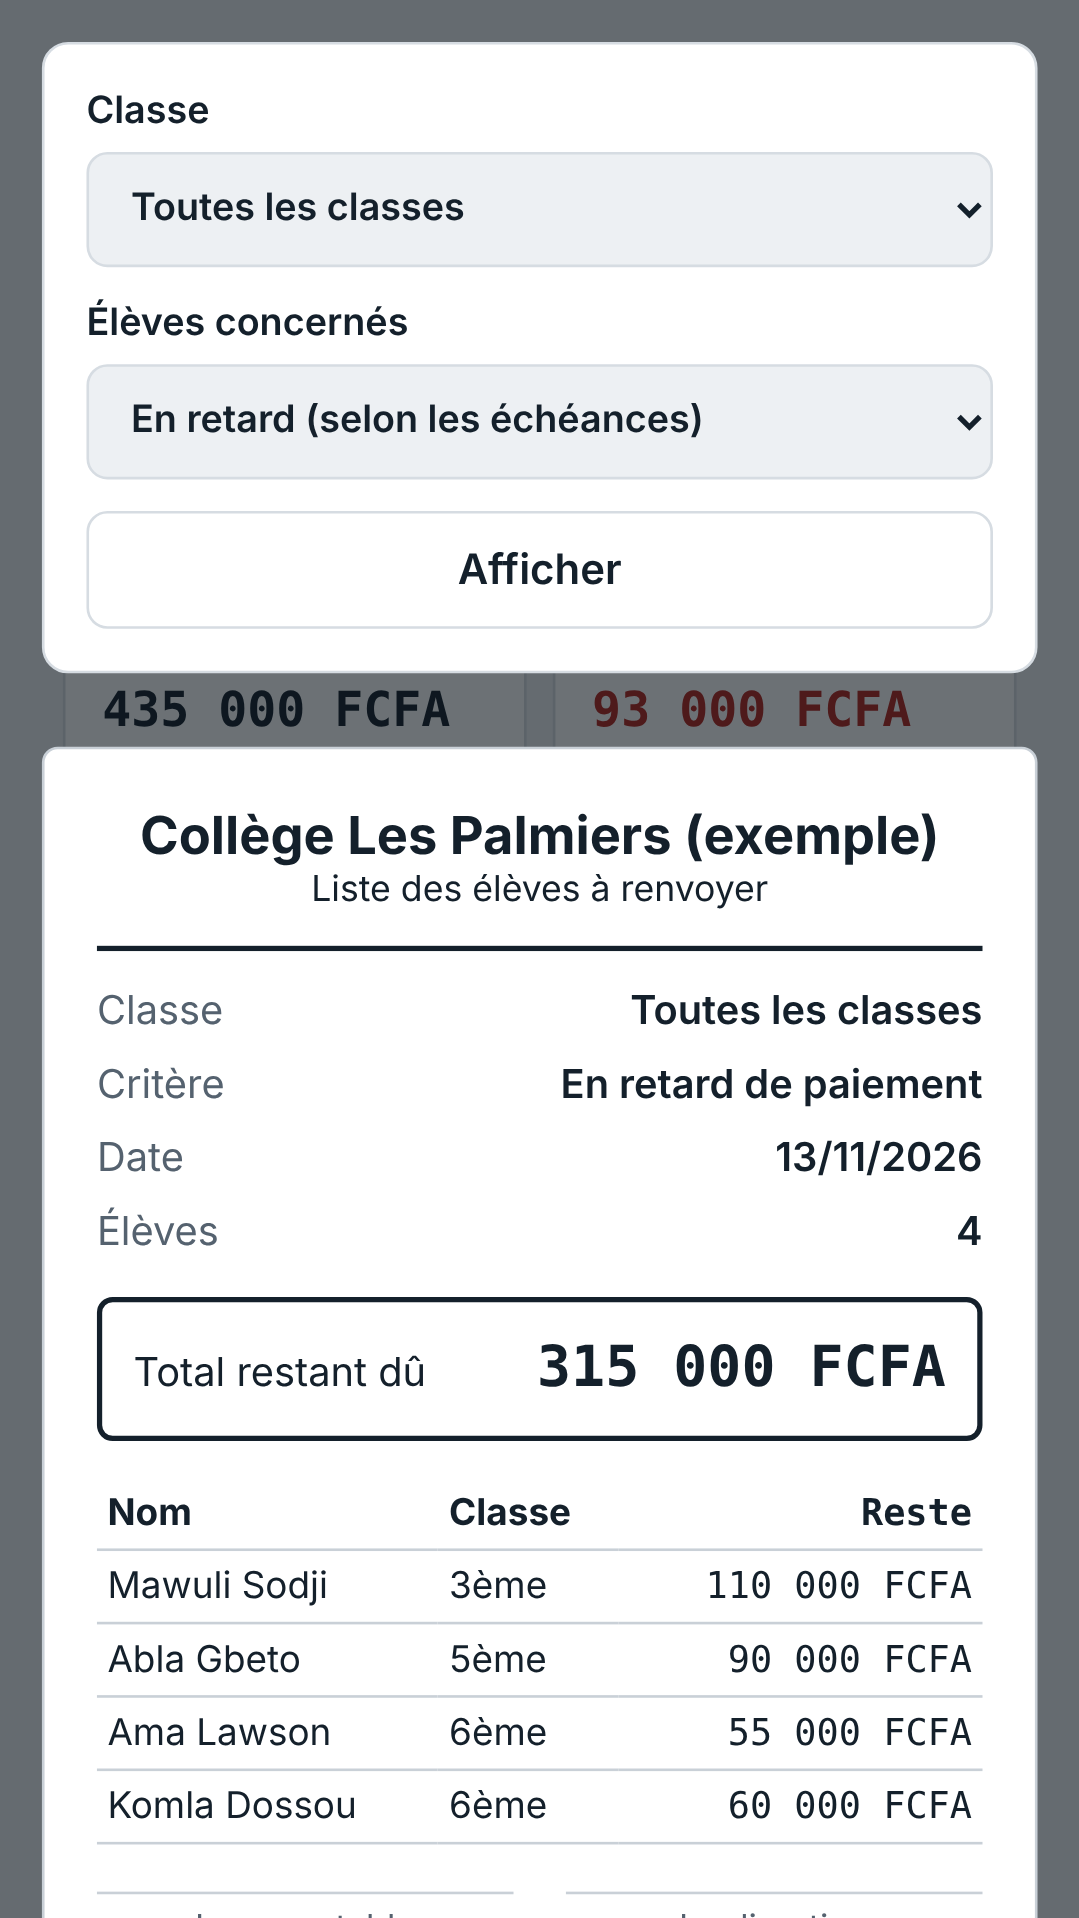 Classe
Toutes les classes
Élèves concernés
En retard (selon les échéances)
Afficher
435 000 FCFA 93 000 FCFA
Collège Les Palmiers (exemple)
Liste des élèves à renvoyer
Classe Toutes les classes
Critère En retard de paiement
Date 13/11/2026
Élèves 4
Total restant dû 315 000 FCFA
Nom Classe Reste
Mawuli Sodji 3ème 110 000 FCFA
Abla Gbeto 5ème 90 000 FCFA
Ama Lawson 6ème 55 000 FCFA
Komla Dossou 6ème 60 000 FCFA